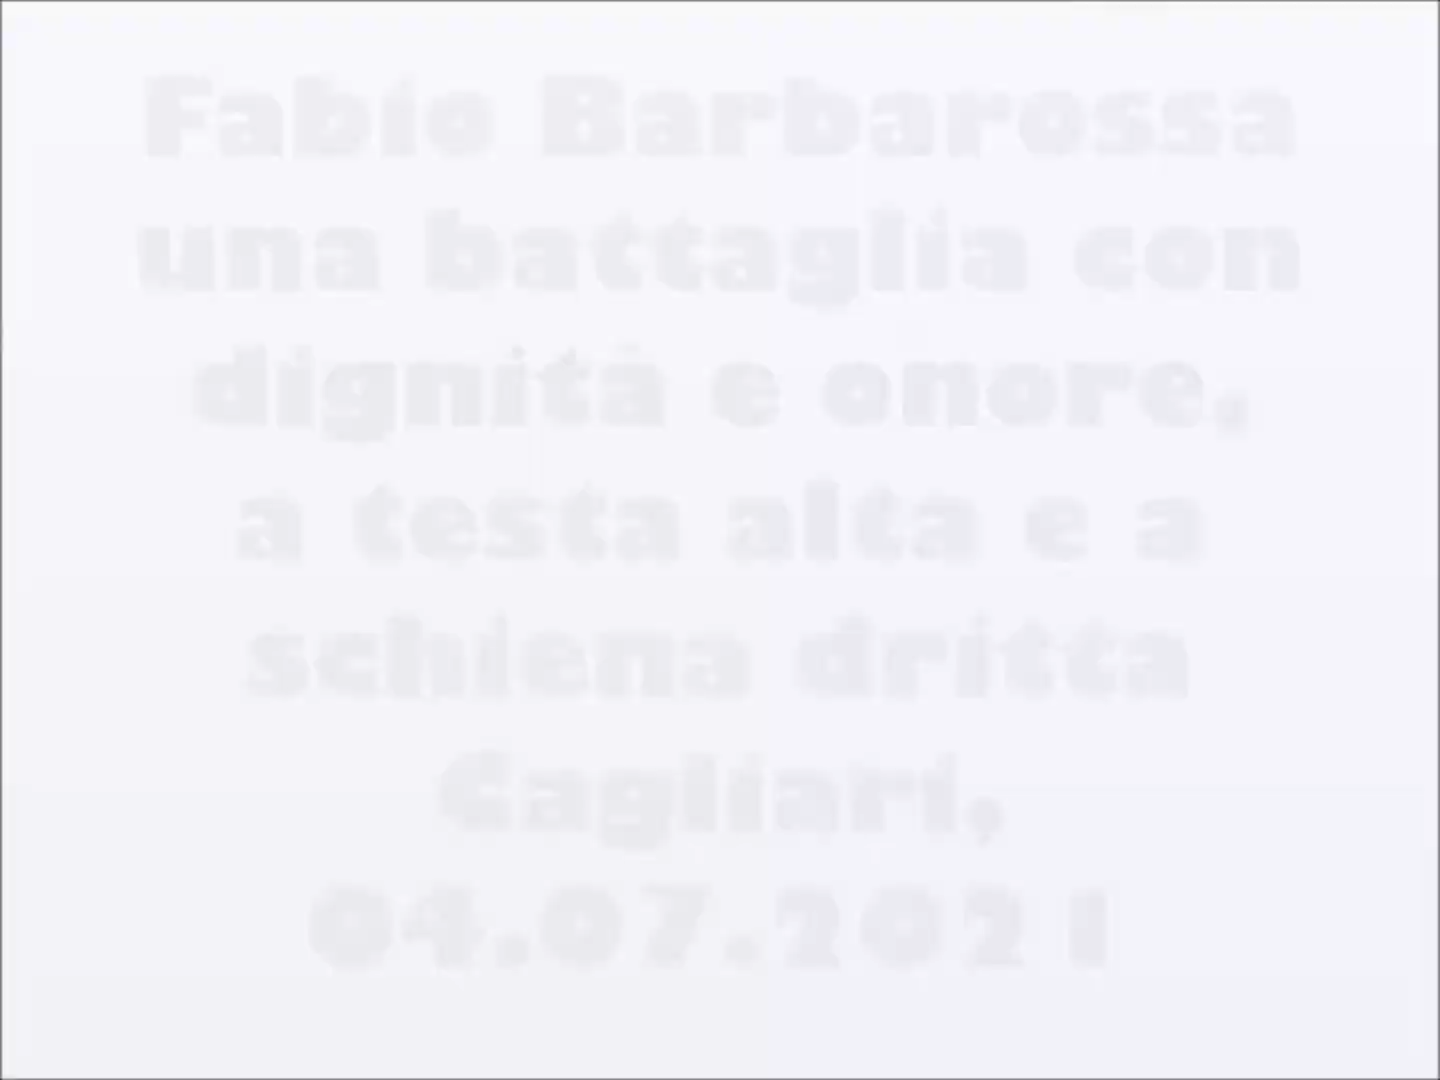 Fabio Barbarossa
una battaglia con
dignità e onore,
a testa alta e a
schiena dritta
Cagliari,
04.07.2021